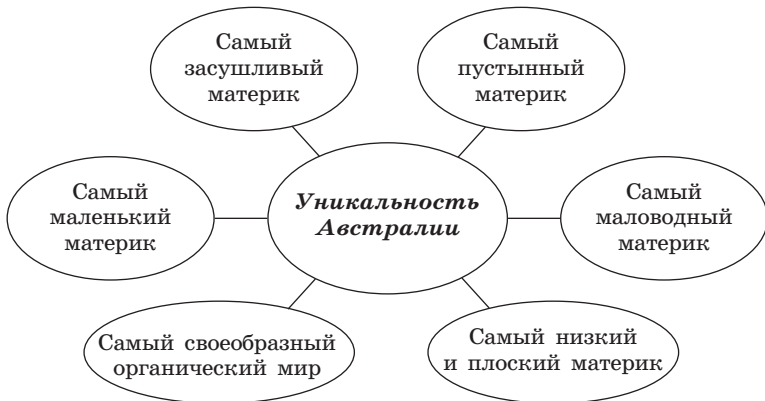 Самый
засушливый
материк
Самый
пустынный
материк
Самый
маленький
материк
Уникальность
Австралии
Самый
маловодный
материк
Самый своеобразный
органический мир
Самый низкий
и плоский материк